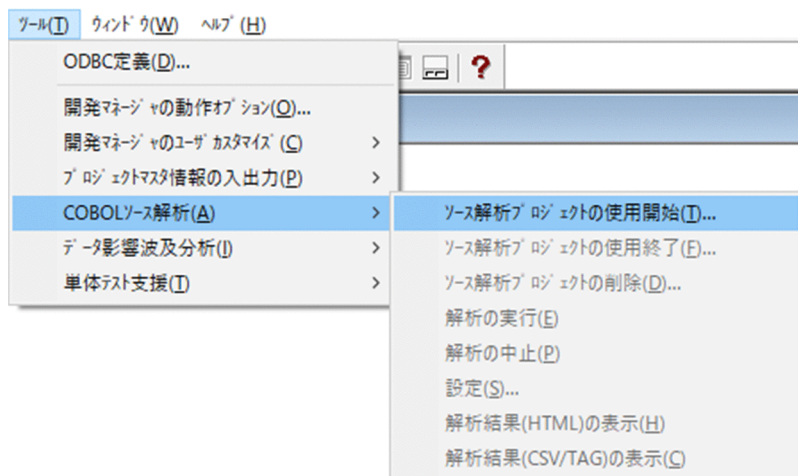 ﾂｰﾙ(T) ｳｨﾝﾄﾞｳ(W) ﾍﾙﾌﾟ(H)
ODBC定義(D)...
開発ﾏﾈｰｼﾞｬの動作ｵﾌﾟｼｮﾝ(O)...
開発ﾏﾈｰｼﾞｬのﾕｰｻﾞｶｽﾀﾏｲｽﾞ(C)
ﾌﾟﾛｼﾞｪｸﾄﾏｽﾀ情報の入出力(P)
COBOLｿｰｽ解析(A)
ﾃﾞｰﾀ影響波及分析(I)
単体ﾃｽﾄ支援(T)
ｿｰｽ解析ﾌﾟﾛｼﾞｪｸﾄの使用開始(T)...
ｿｰｽ解析ﾌﾟﾛｼﾞｪｸﾄの使用終了(F)...
ｿｰｽ解析ﾌﾟﾛｼﾞｪｸﾄの削除(D)...
解析の実行(E)
解析の中止(P)
設定(S)...
解析結果(HTML)の表示(H)
解析結果(CSV/TAG)の表示(C)